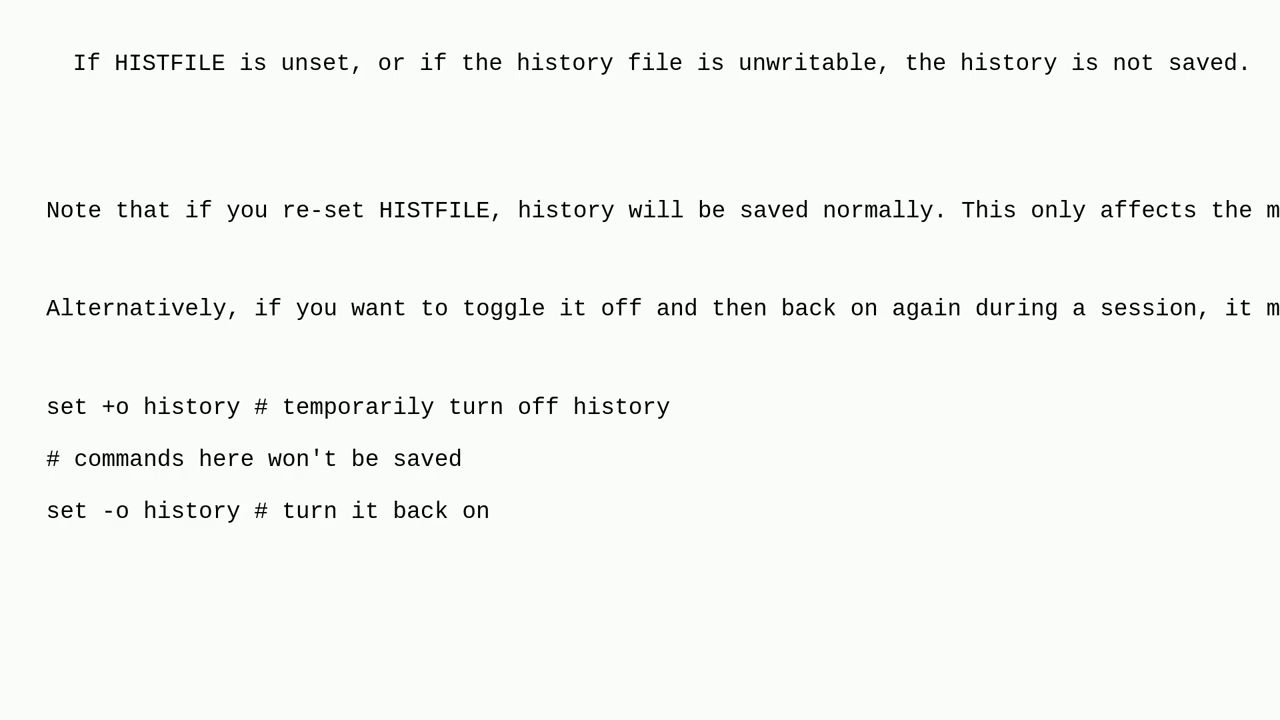 If HISTFILE is unset, or if the history file is unwritable, the history is not saved.
Note that if you re-set HISTFILE, history will be saved normally. This only affects the
Alternatively, if you want to toggle it off and then back on again during a session, it
set +o history # temporarily turn off history
# commands here won't be saved
set -o history # turn it back on